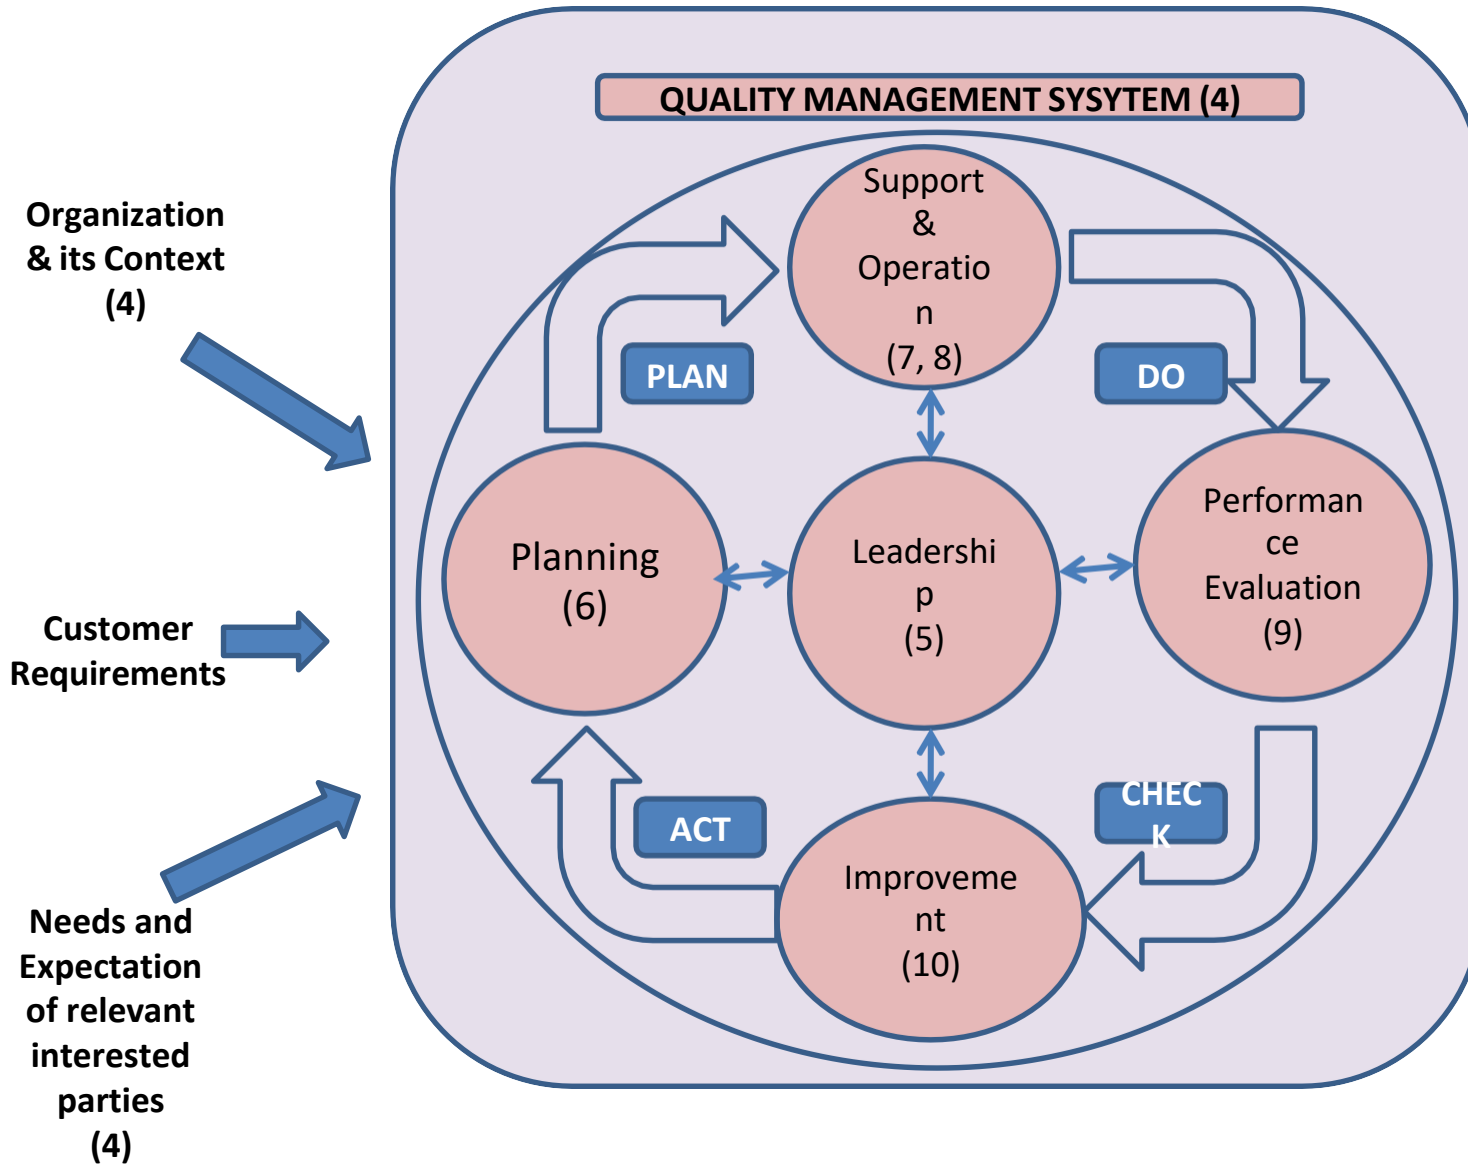 QUALITY MANAGEMENT SYSYTEM (4)
Organization
& its Context
(4)
Customer
Requirements
Needs and
Expectation
of relevant
interested
parties
(4)
Support
&
Operatio
n
(7, 8)
PLAN
DO
Planning
(6)
Leadershi
p
(5)
Performan
ce
Evaluation
(9)
ACT
CHEC
K
Improveme
nt
(10)